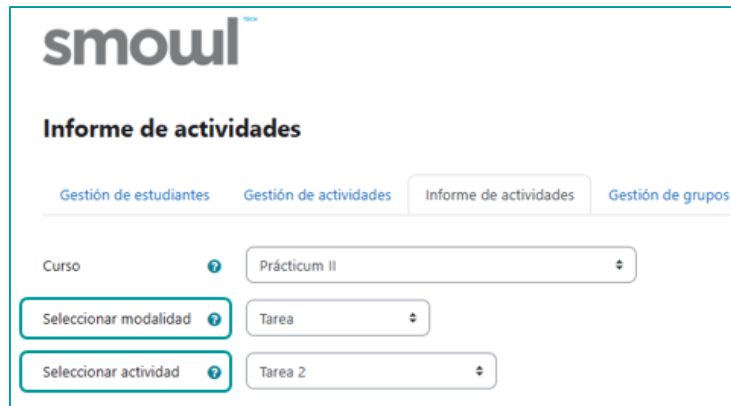 smowl TECH
Informe de actividades
Gestión de estudiantes Gestión de actividades Informe de actividades Gestión de grupos
Curso ? Prácticum II
Seleccionar modalidad ? Tarea
Seleccionar actividad ? Tarea 2